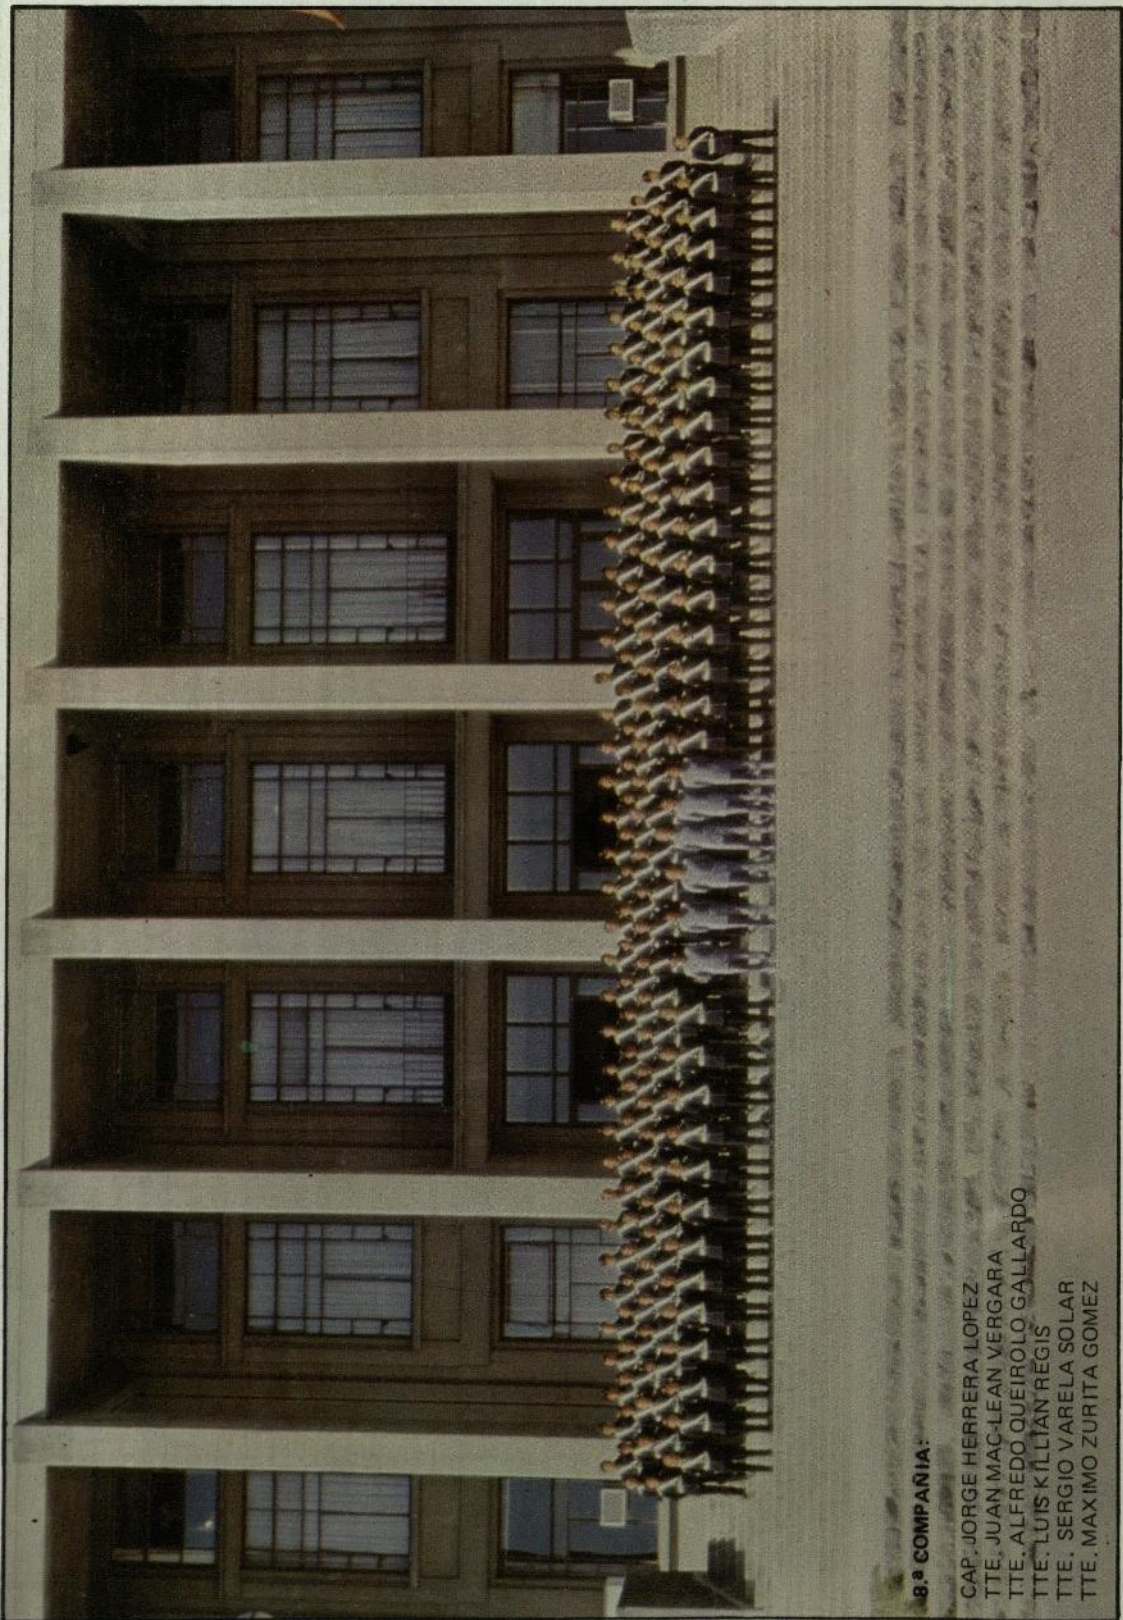 8.ª COMPAÑIA:
CAP. JORGE HERRERA LOPEZ
TTE. JUAN MAC-LEAN VERGARA
TTE. ALFREDO QUEIROLO GALLARDO
TTE. LUIS KILLIAN REGIS
TTE. SERGIO VARELA SOLAR
TTE. MAXIMO ZURITA GOMEZ